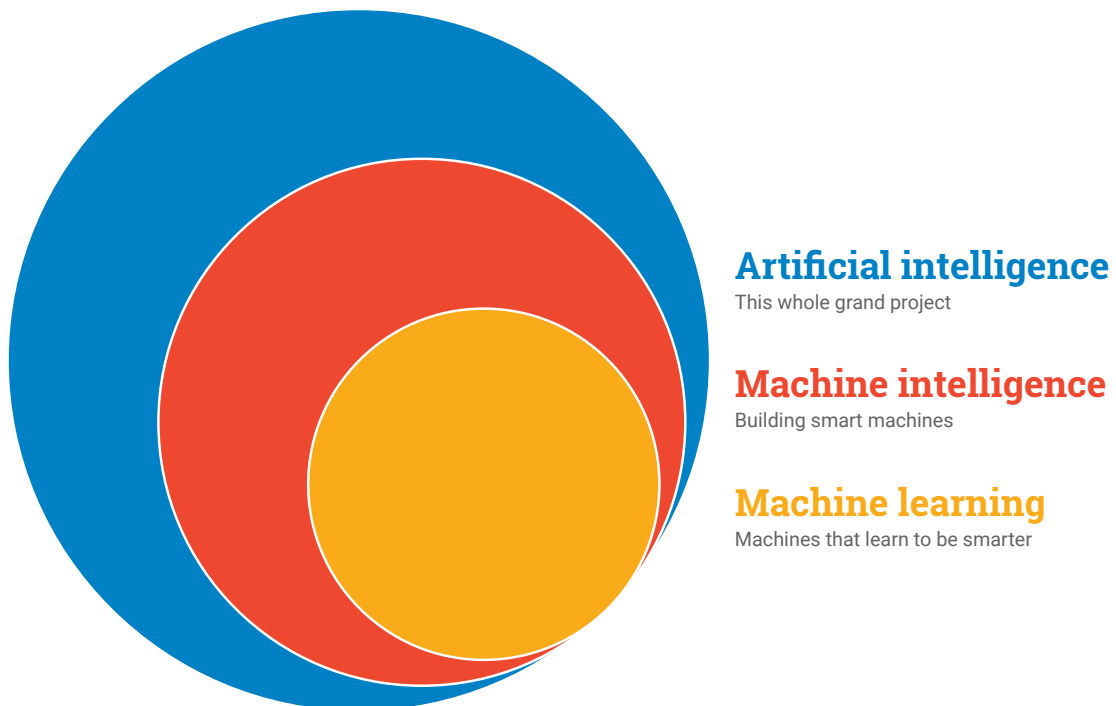 Artificial intelligence
This whole grand project
Machine intelligence
Building smart machines
Machine learning
Machines that learn to be smarter